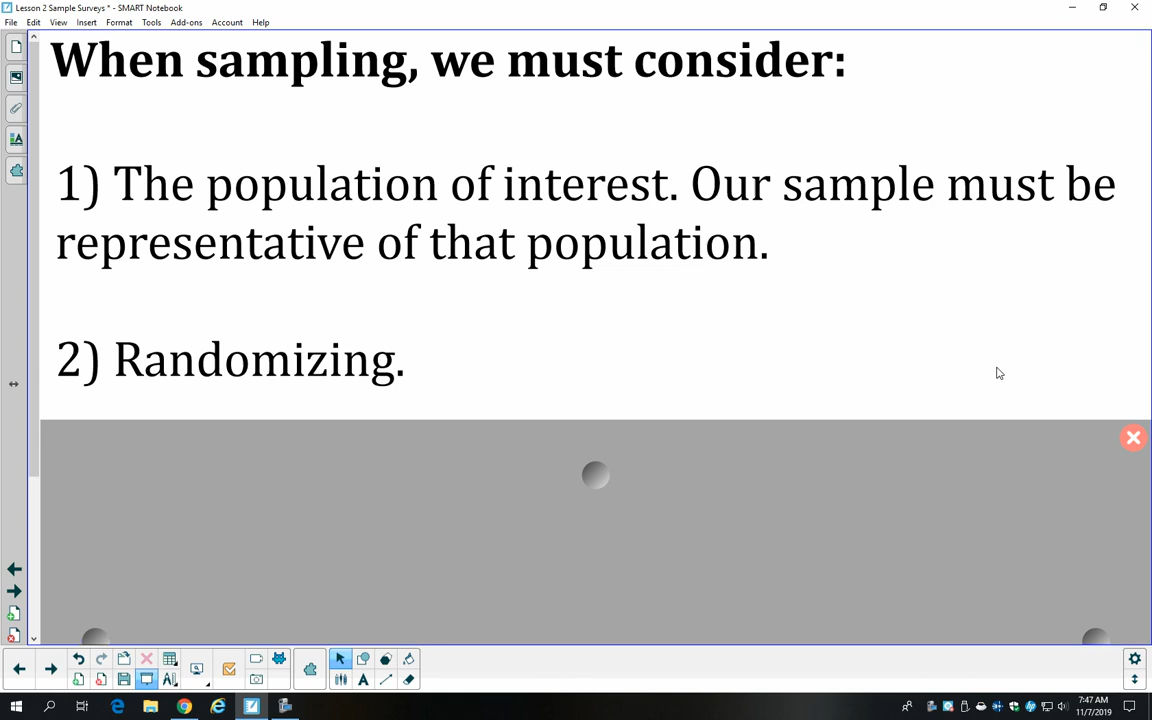 Lesson 2 Sample Surveys * - SMART Notebook
File Edit View Insert Format Tools Add-ons Account Help
When sampling, we must consider:
1) The population of interest. Our sample must be
representative of that population.
2) Randomizing.
7:47 AM
11/7/2019